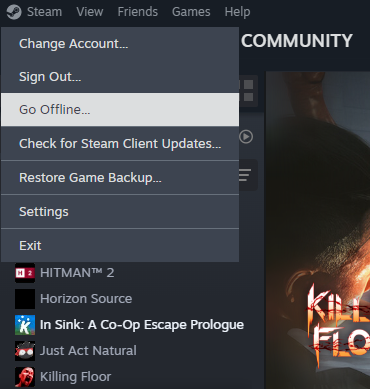 Steam View Friends Games Help
Change Account...
COMMUNITY
Sign Out...
Go Offline...
Check for Steam Client Updates...
Restore Game Backup...
Settings
Exit
HITMAN™ 2
Horizon Source
In Sink: A Co-Op Escape Prologue
Just Act Natural
Killing Floor
KILL
FLO